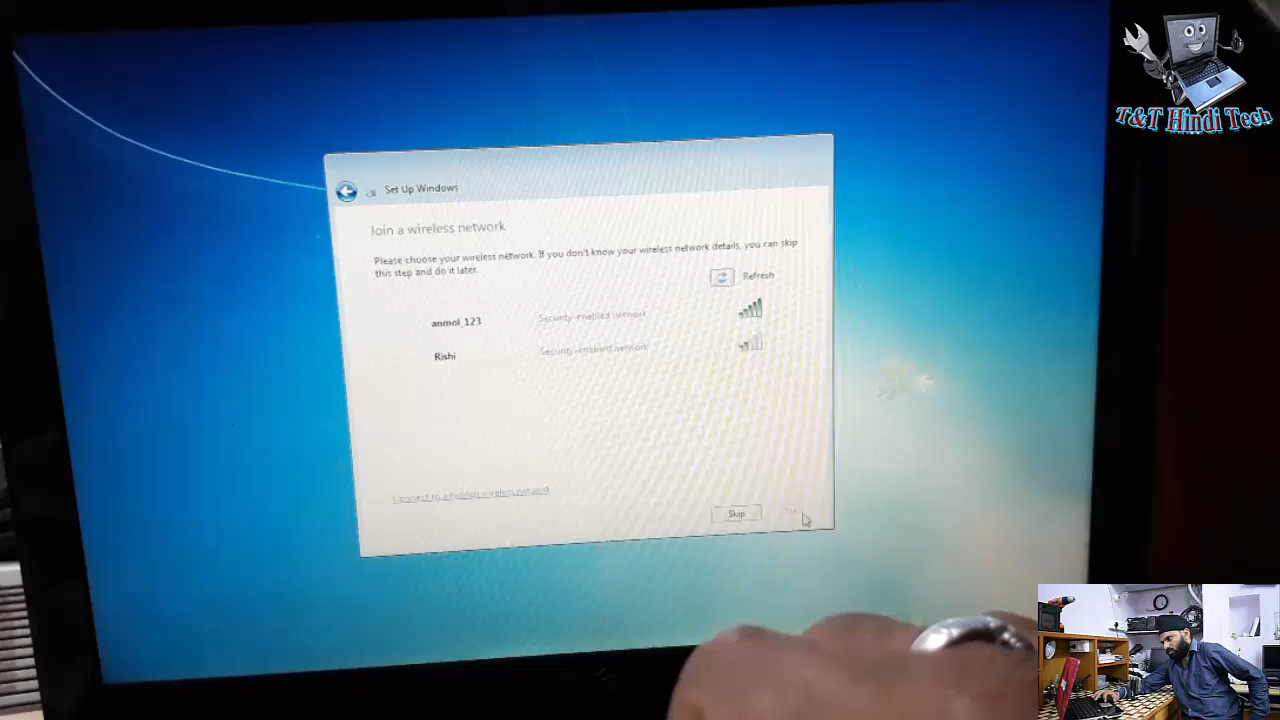 T&T Hindi Tech
Set Up Windows
Join a wireless network
Please choose your wireless network. If you don't know your wireless network details, you can skip
this step and do it later.
Refresh
anmol_123 Security-enabled network
Rishi Security-enabled network
Connect to a hidden wireless network
Skip